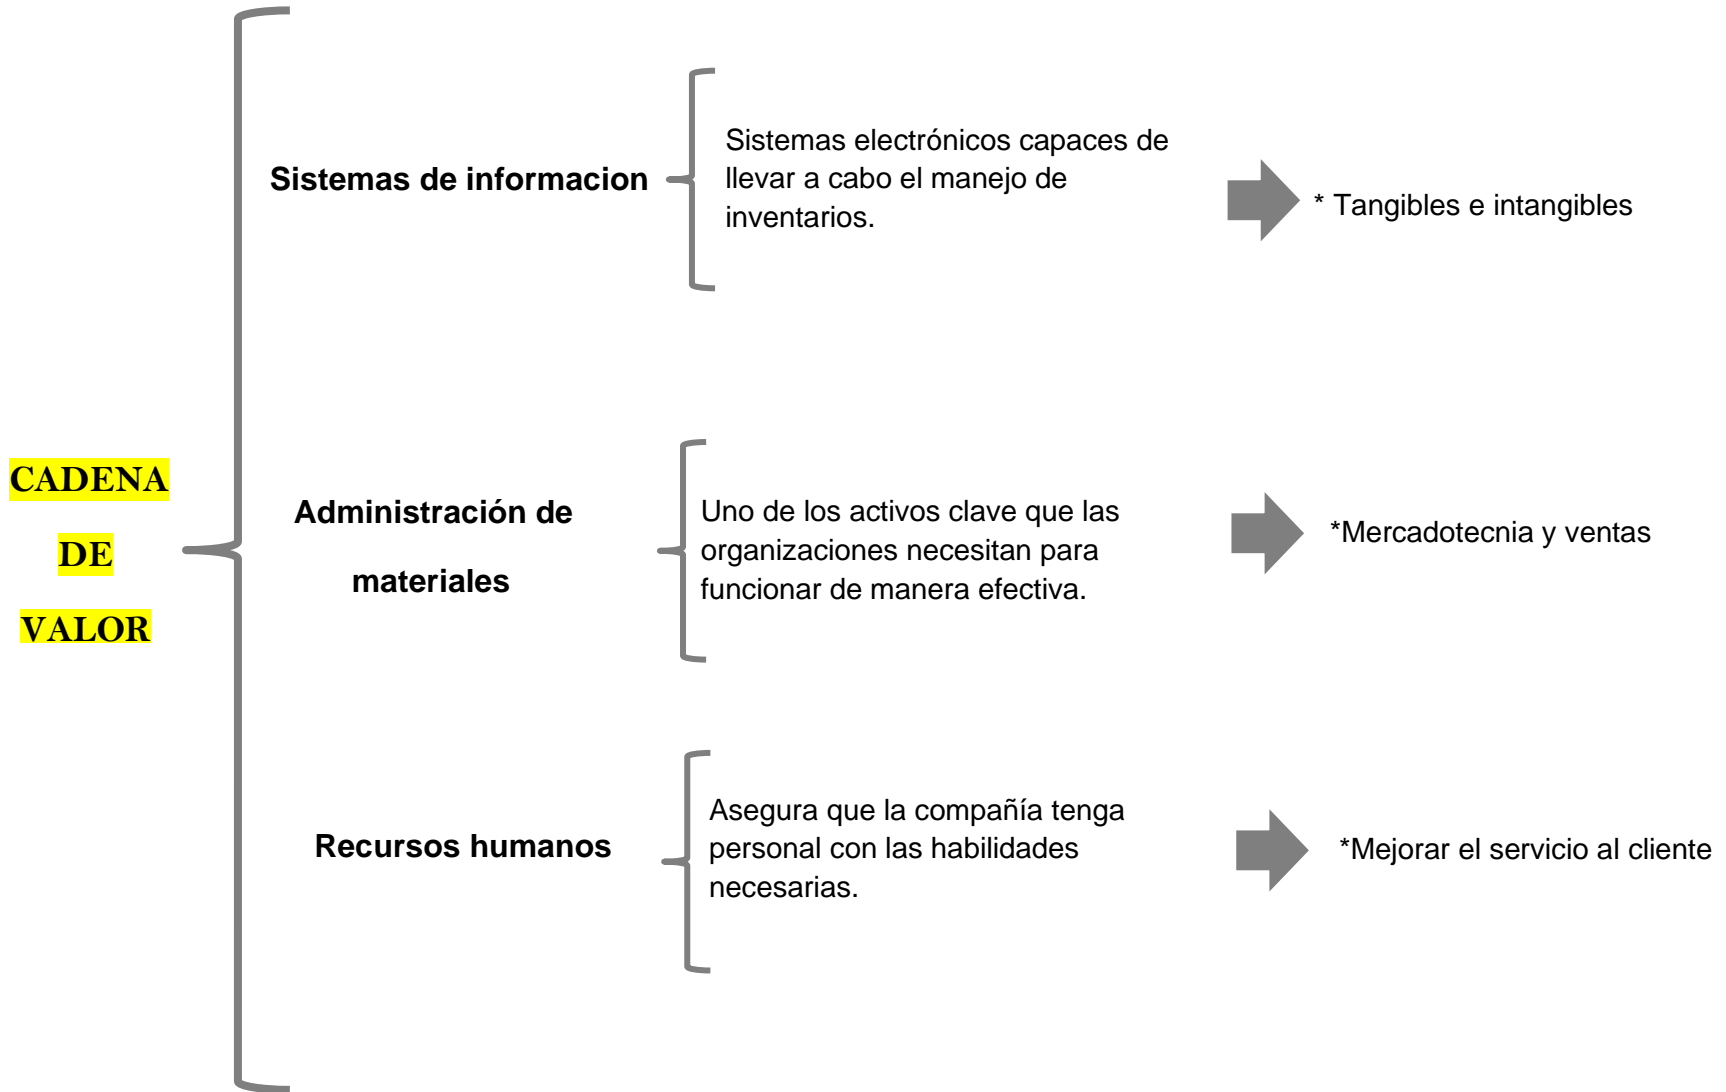 CADENA
DE
VALOR
Sistemas de informacion
Sistemas electrónicos capaces de
llevar a cabo el manejo de
inventarios.
* Tangibles e intangibles
Administración de
materiales
Uno de los activos clave que las
organizaciones necesitan para
funcionar de manera efectiva.
*Mercadotecnia y ventas
Recursos humanos
Asegura que la compañía tenga
personal con las habilidades
necesarias.
*Mejorar el servicio al cliente